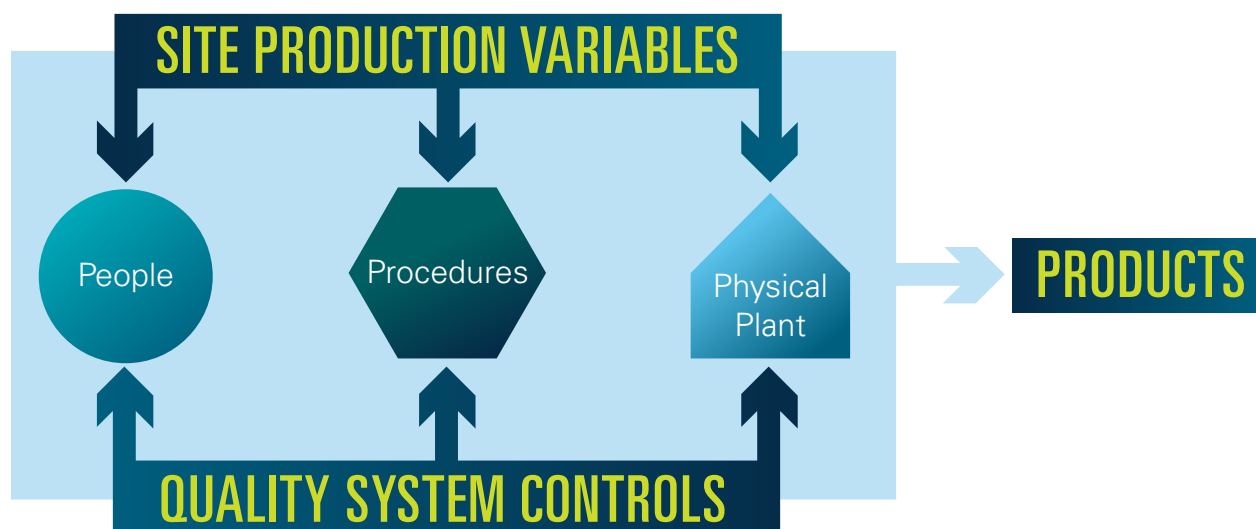 SITE PRODUCTION VARIABLES
People
Procedures
Physical
Plant
PRODUCTS
QUALITY SYSTEM CONTROLS